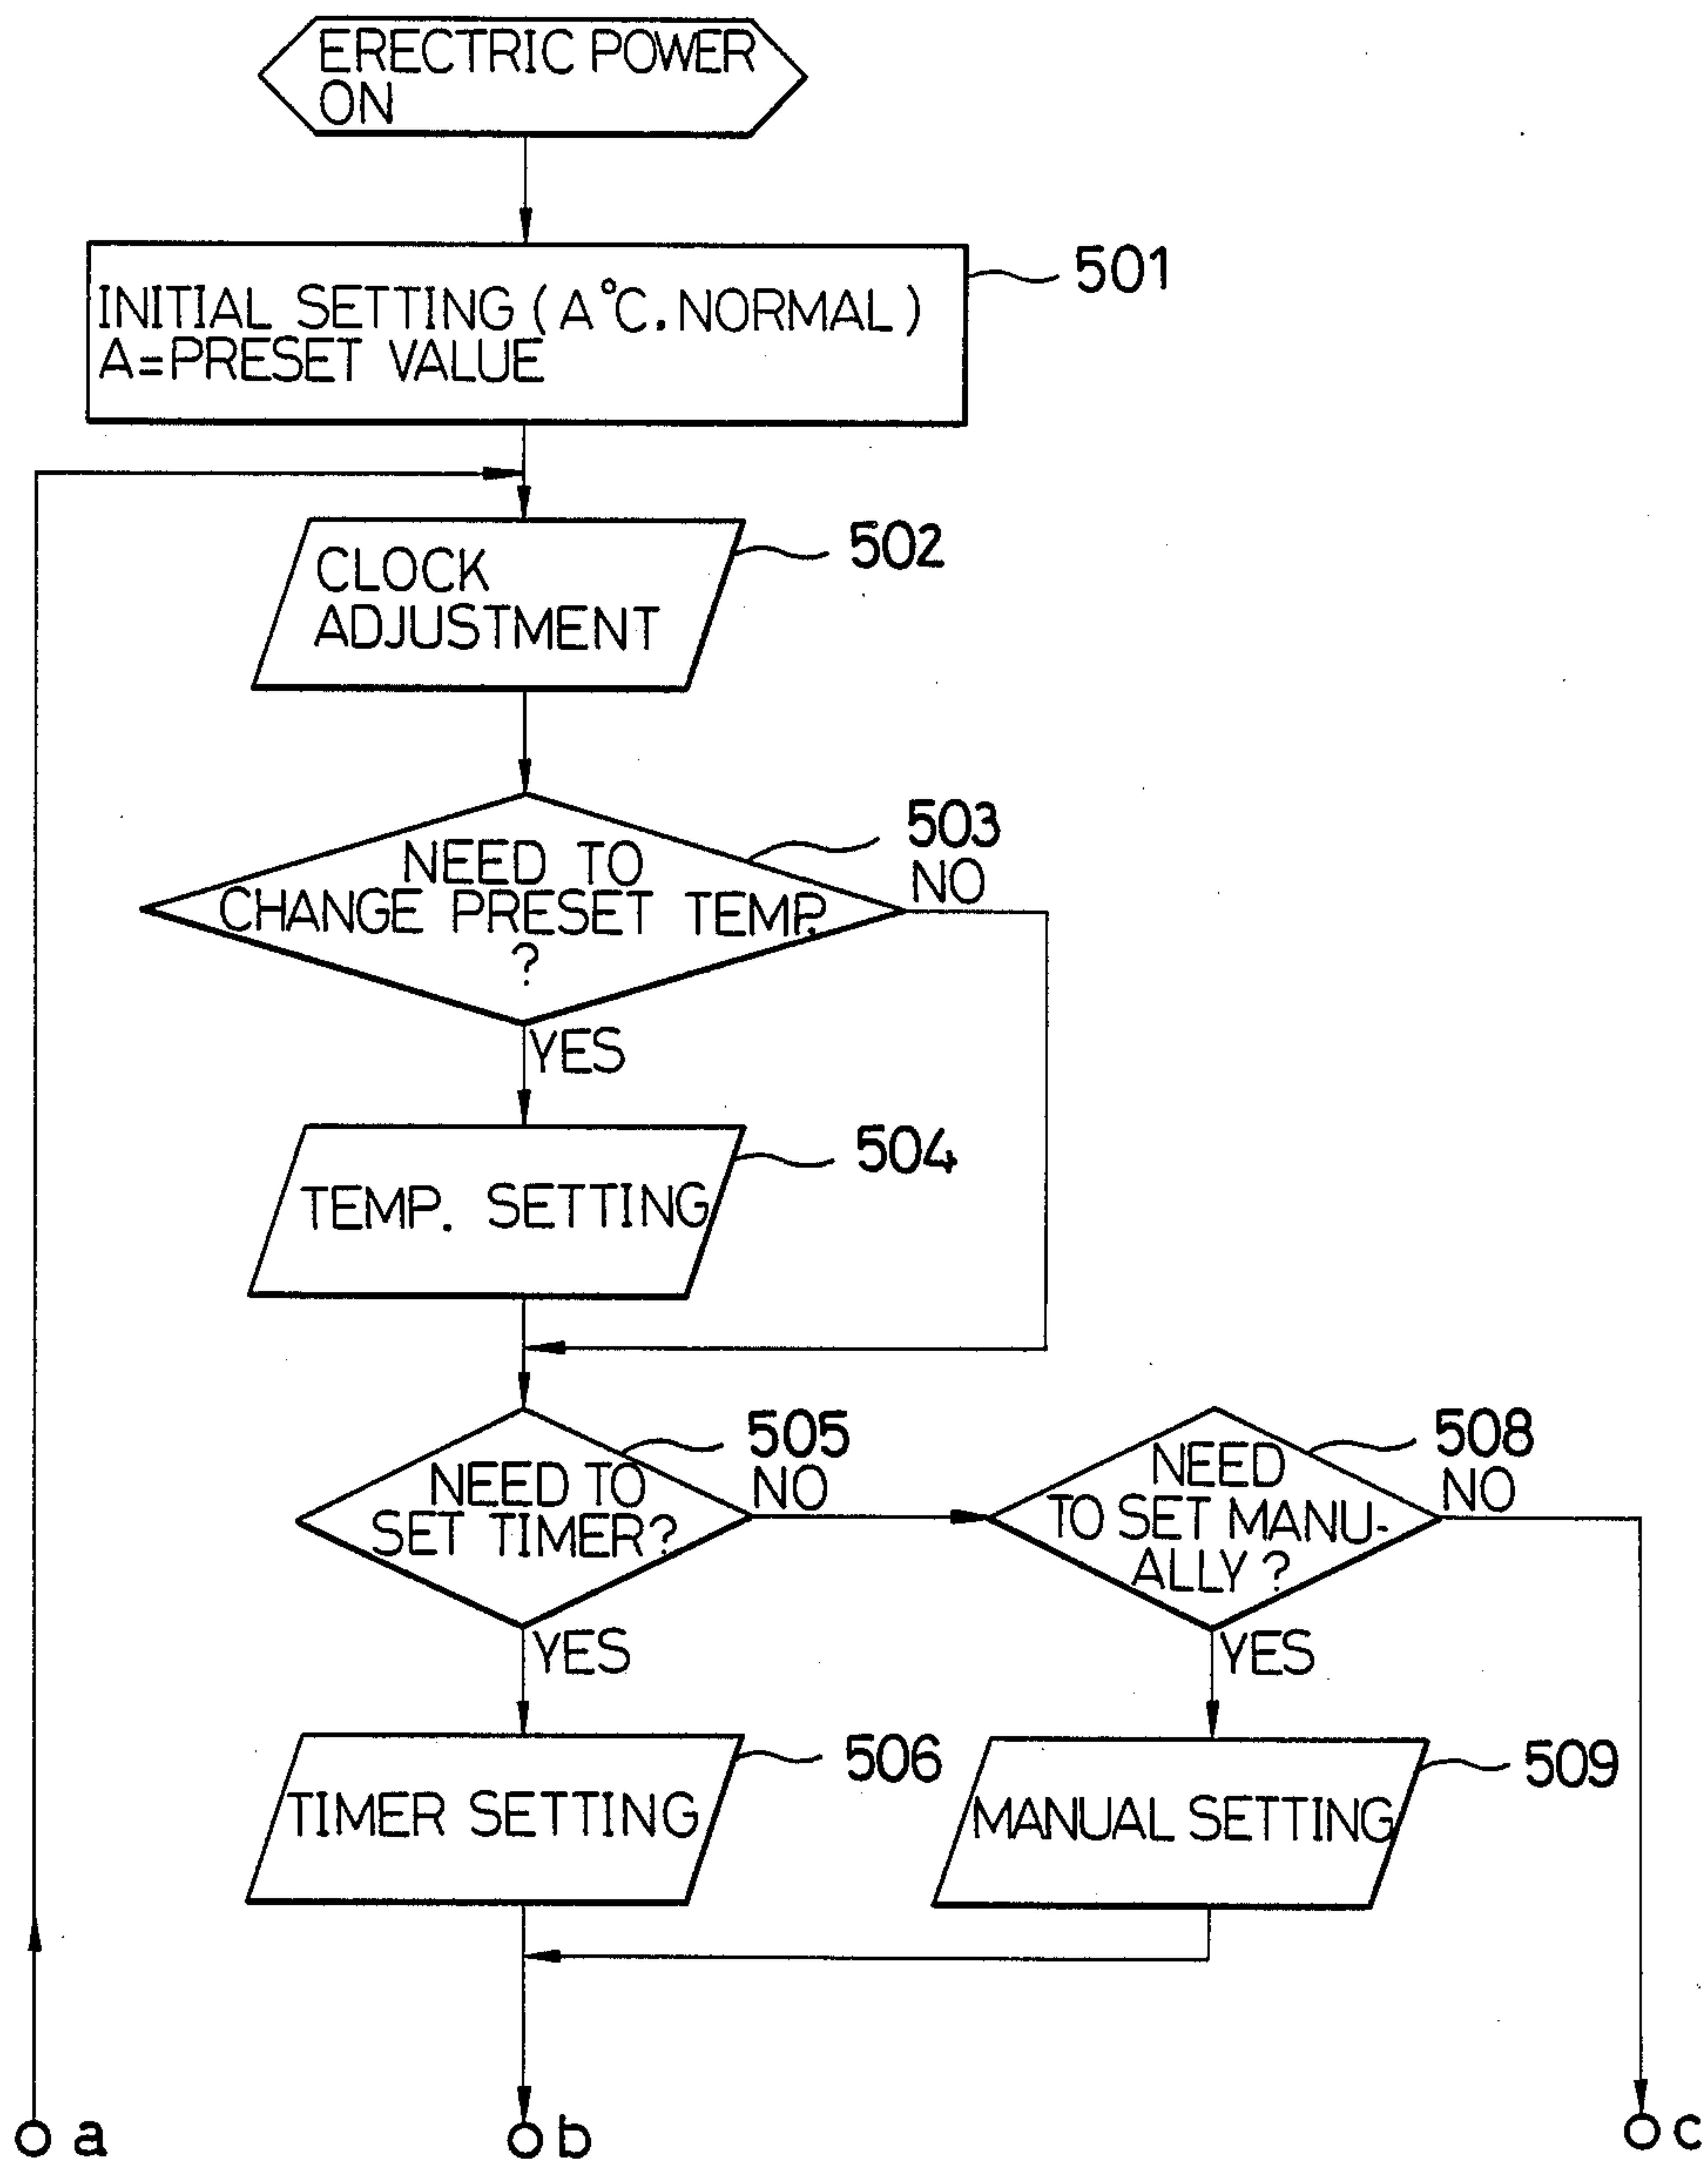 ERECTRIC POWER
ON
INITIAL SETTING (A°C. NORMAL)
A=PRESET VALUE
501
CLOCK
ADJUSTMENT
502
NEED TO
CHANGE PRESET TEMP.
?
503
NO
YES
TEMP. SETTING
504
NEED TO
SET TIMER?
505
NO
YES
NEED
TO SET MANU-
ALLY?
508
NO
YES
TIMER SETTING
506
MANUAL SETTING
509
a
b
c